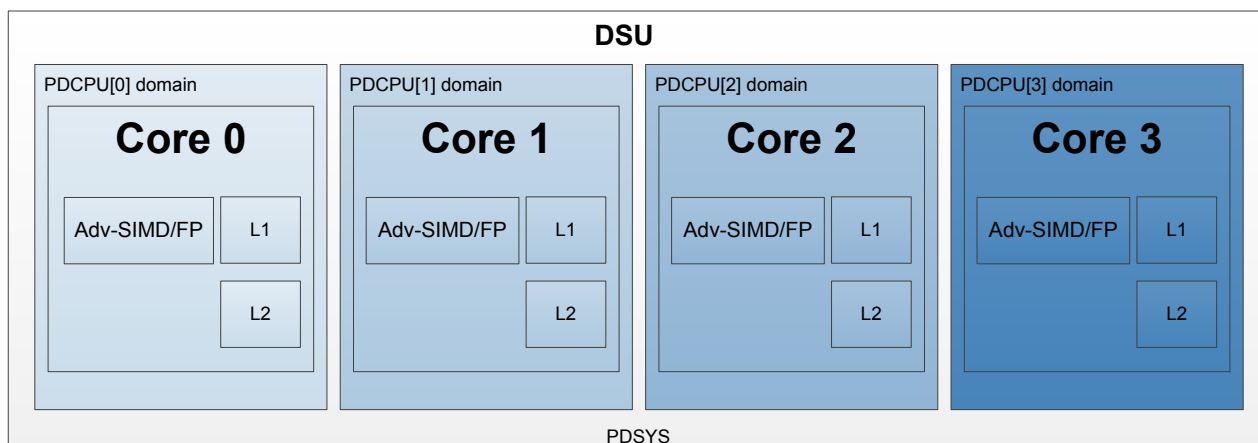 DSU
PDCPU[0] domain
Core 0
Adv-SIMD/FP
L1
L2
PDCPU[1] domain
Core 1
Adv-SIMD/FP
L1
L2
PDCPU[2] domain
Core 2
Adv-SIMD/FP
L1
L2
PDCPU[3] domain
Core 3
Adv-SIMD/FP
L1
L2
PDSYS